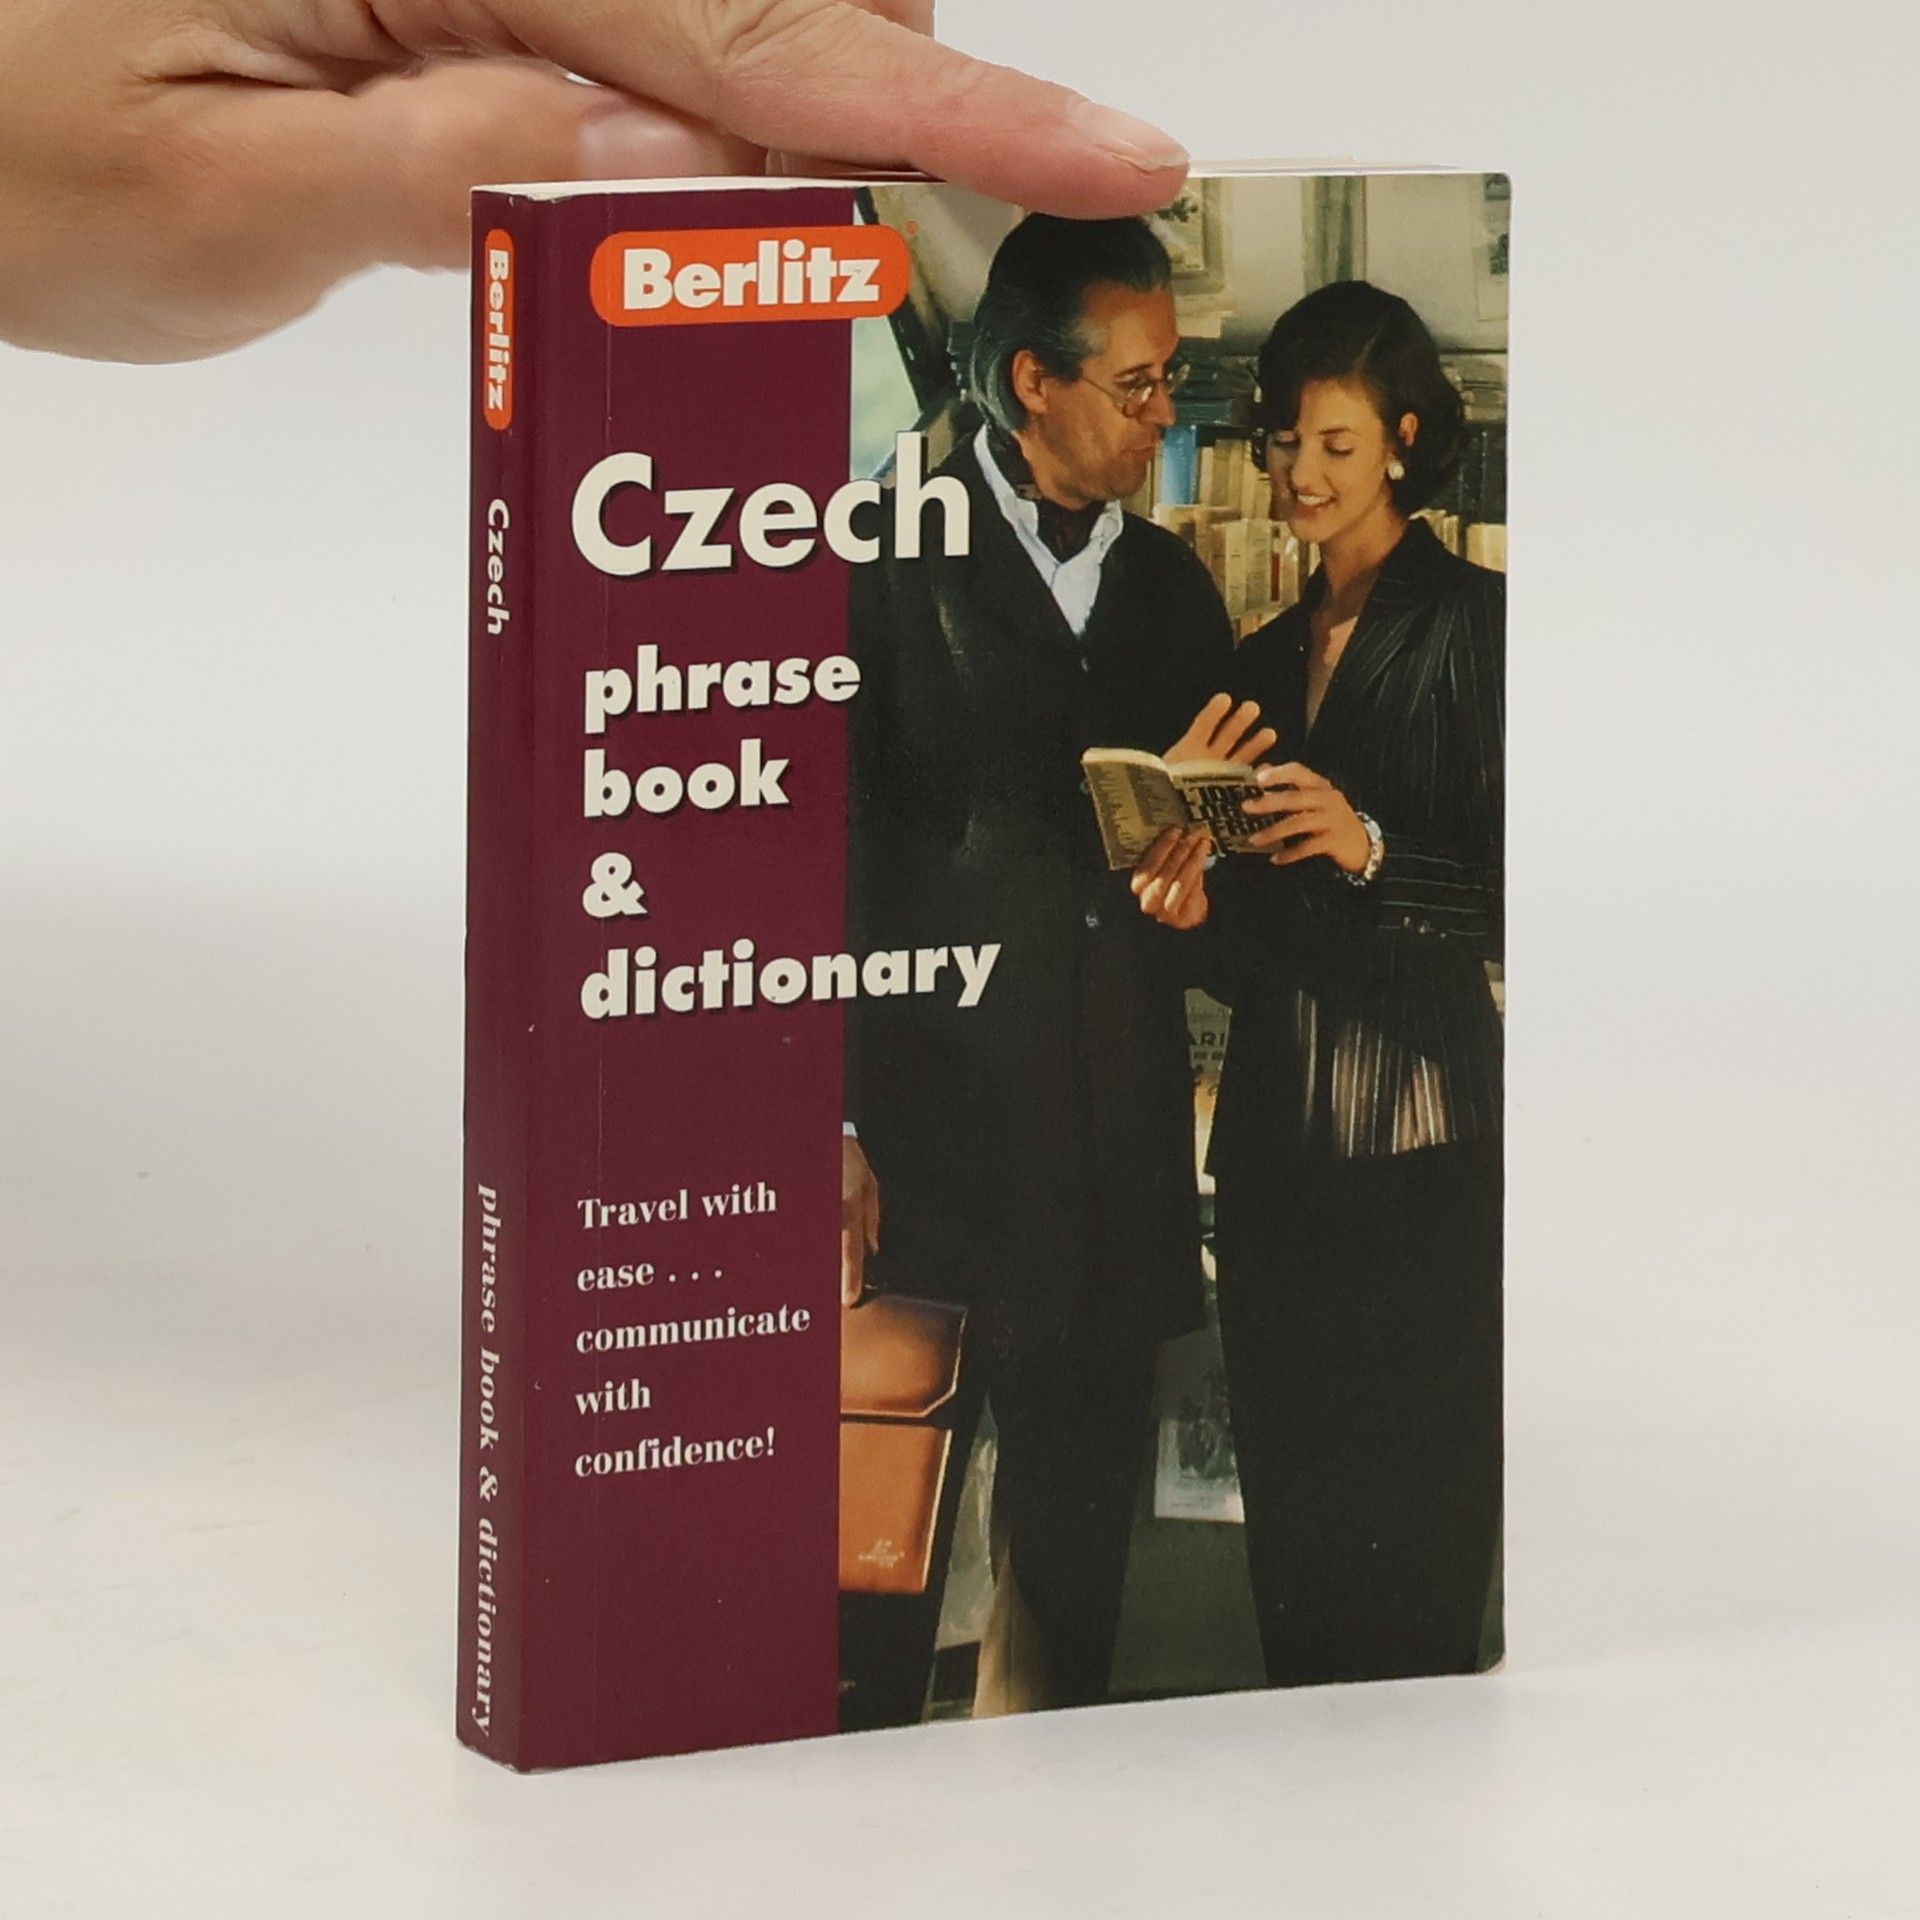 Berlitz
Czech
phrase book & dictionary
Berlitz
Czech
phrase
book
&
dictionary
Travel with
ease . . .
communicate
with
confidence!